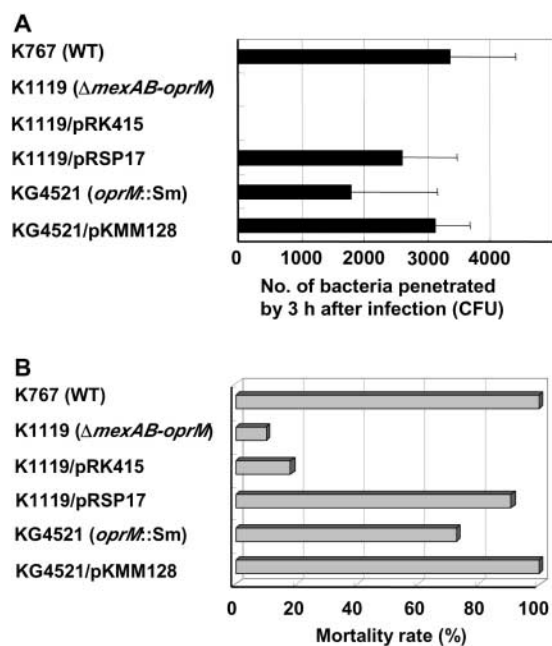 A
K767 (WT)
K1119 (ΔmexAB-oprM)
K1119/pRK415
K1119/pRSP17
KG4521 (oprM::Sm)
KG4521/pKMM128
0 1000 2000 3000 4000
No. of bacteria penetrated
by 3 h after infection (CFU)
B
K767 (WT)
K1119 (ΔmexAB-oprM)
K1119/pRK415
K1119/pRSP17
KG4521 (oprM::Sm)
KG4521/pKMM128
0 20 40 60 80 100
Mortality rate (%)